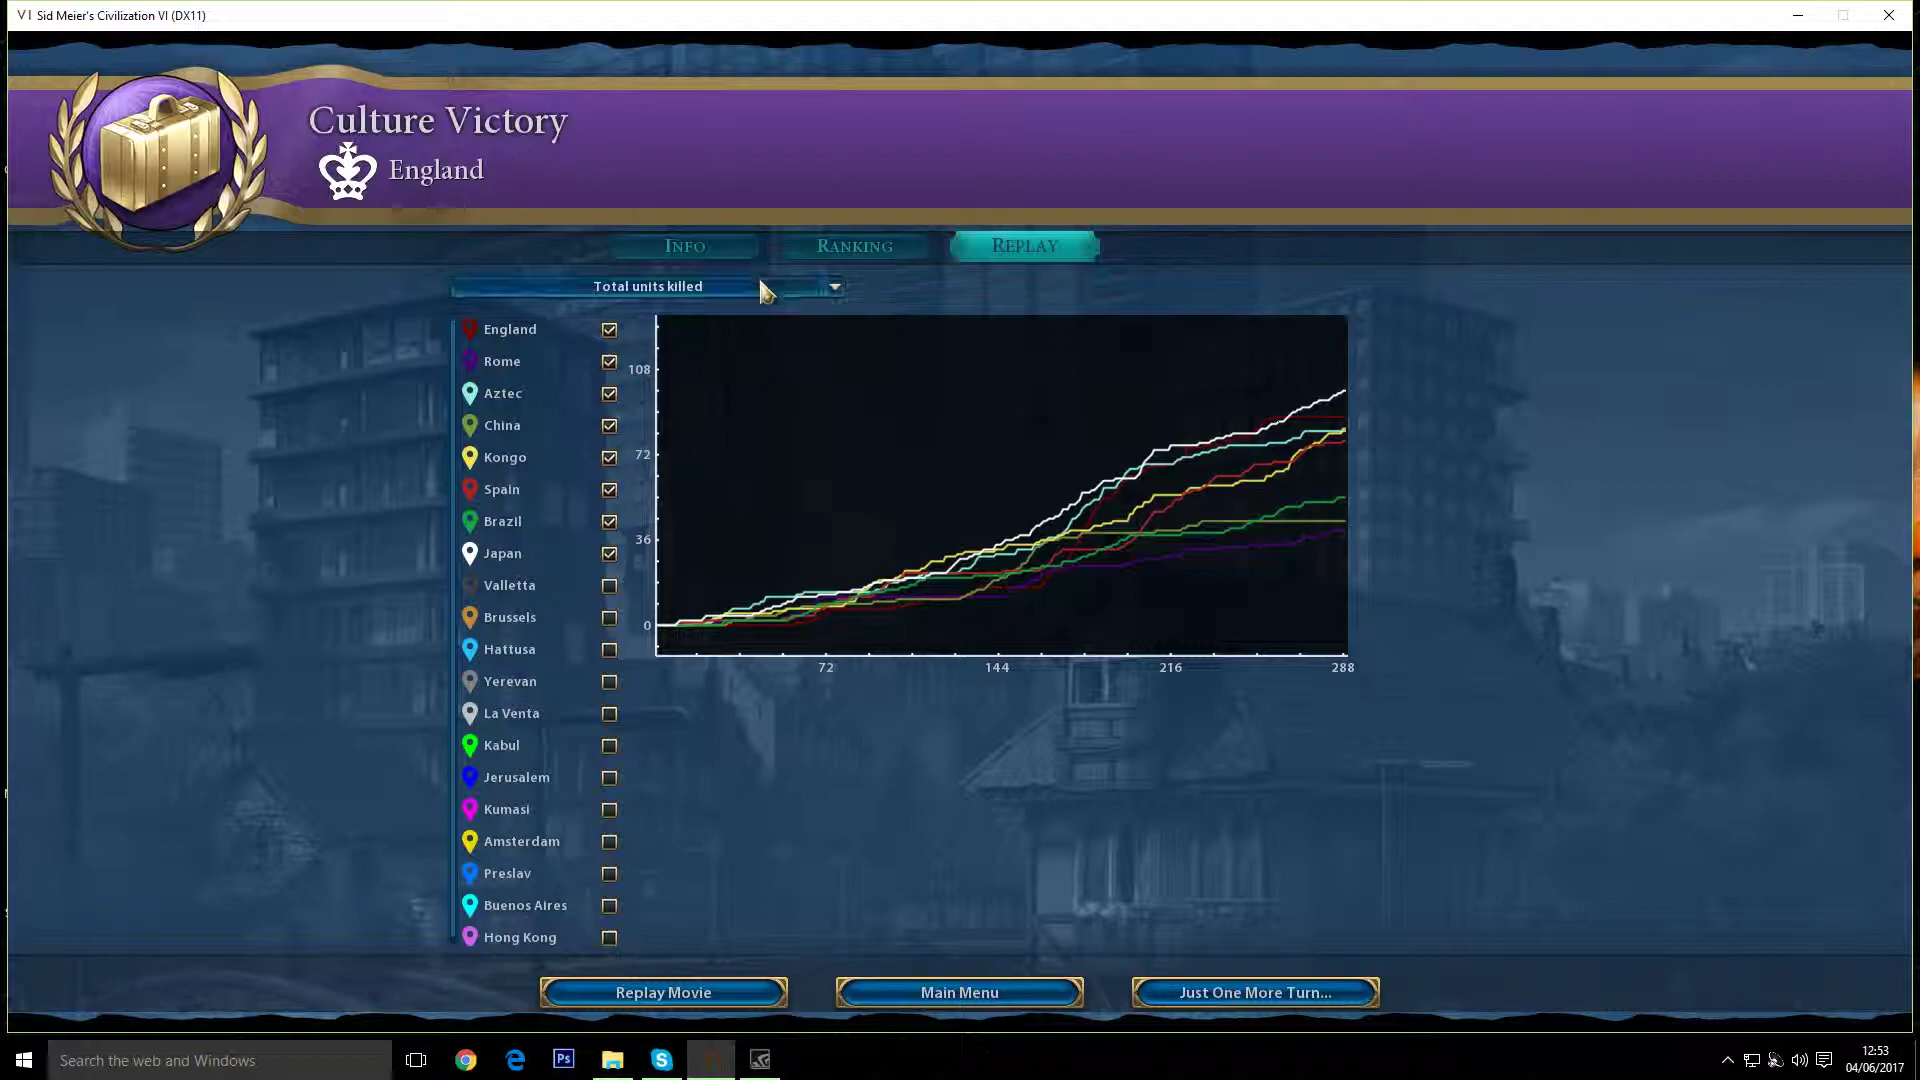 VI Sid Meier's Civilization VI (DX11)
Culture Victory
England
INFO
RANKING
REPLAY
Total units killed
England
Rome
Aztec
China
Kongo
Spain
Brazil
Japan
Valletta
Brussels
Hattusa
Yerevan
La Venta
Kabul
Jerusalem
Kumasi
Amsterdam
Preslav
Buenos Aires
Hong Kong
108
72
36
0
72
144
216
288
Replay Movie
Main Menu
Just One More Turn...
Search the web and Windows
Ps
12:53
04/06/2017